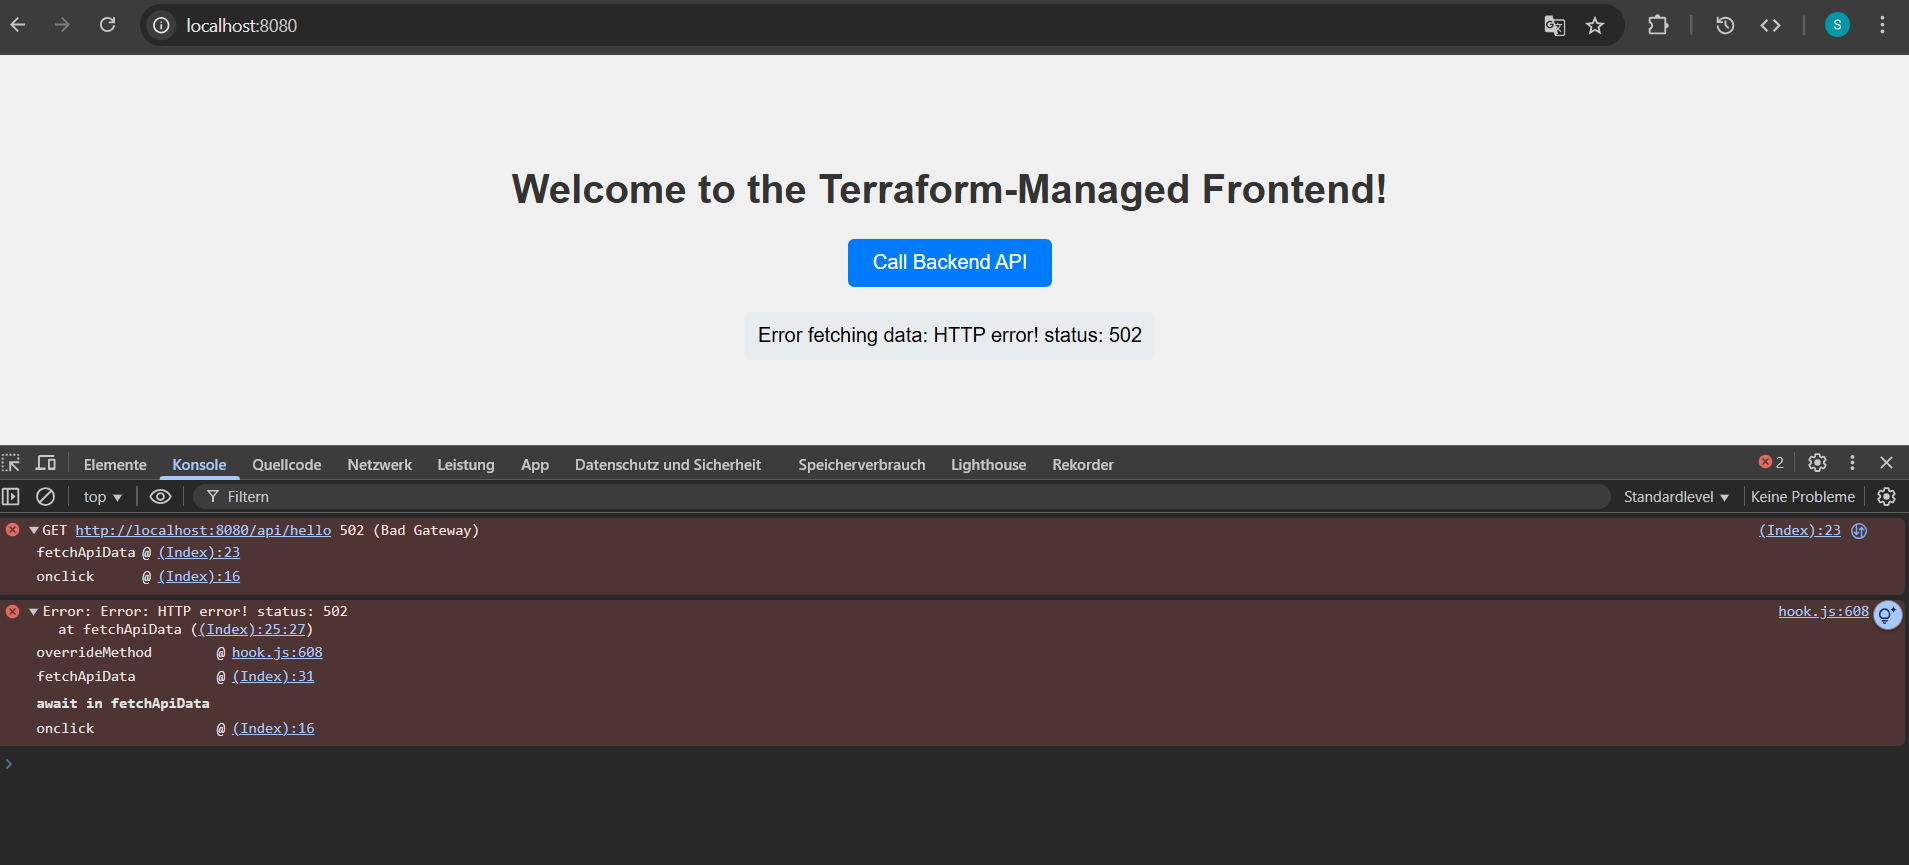 localhost:8080
S
Welcome to the Terraform-Managed Frontend!
Call Backend API
Error fetching data: HTTP error! status: 502
Elemente Konsole Quellcode Netzwerk Leistung App Datenschutz und Sicherheit Speicherverbrauch Lighthouse Rekorder 2
top Filtern Standardlevel Keine Probleme
GET http://localhost:8080/api/hello 502 (Bad Gateway) (Index):23
fetchApiData @ (Index):23
onclick @ (Index):16
Error: Error: HTTP error! status: 502 hook.js:608
at fetchApiData ((Index):25:27)
overrideMethod @ hook.js:608
fetchApiData @ (Index):31
await in fetchApiData
onclick @ (Index):16